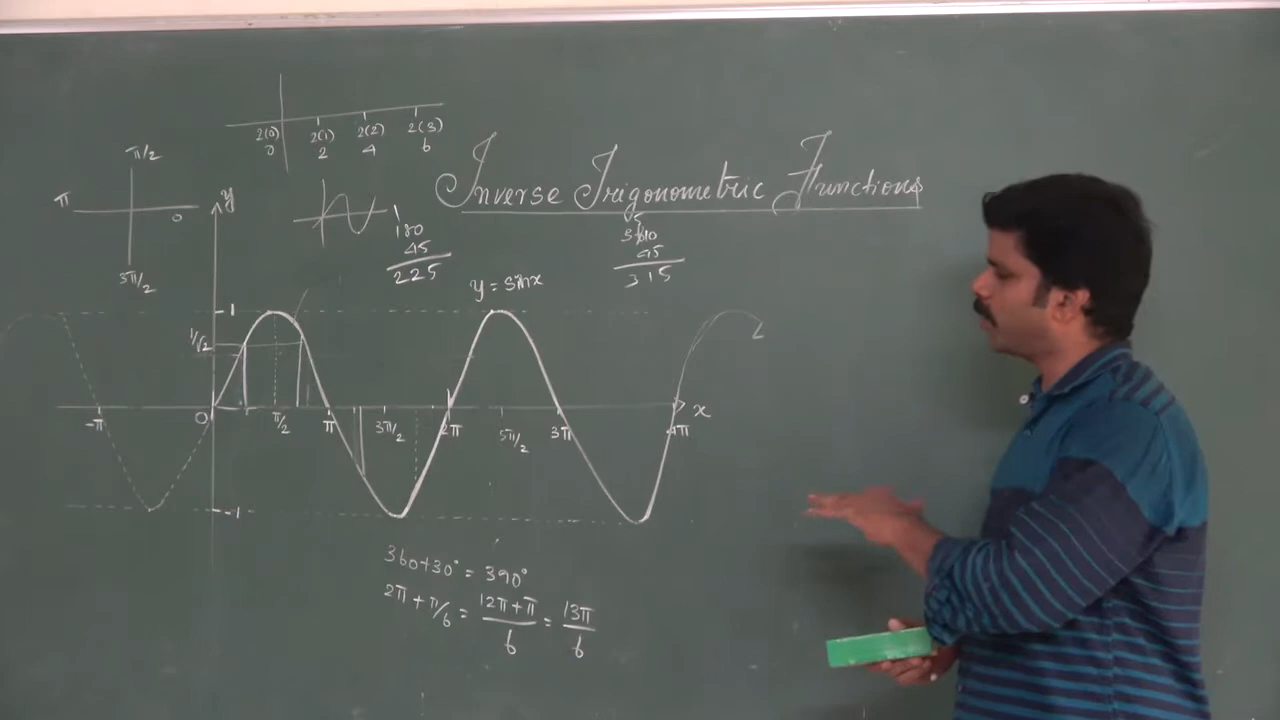 2(0) 2(1) 2(2) 2(3)
0 2 4 6
π/2
π 0
3π/2
Inverse Trigonometric Functions
y
180
45
225
45
315
y = sinx
1
1/√2
-π 0 π/2 π 3π/2 2π 5π/2 3π 4π x
-1
360+30° = 390°
2π + π/6 = 12π+π/6 = 13π/6